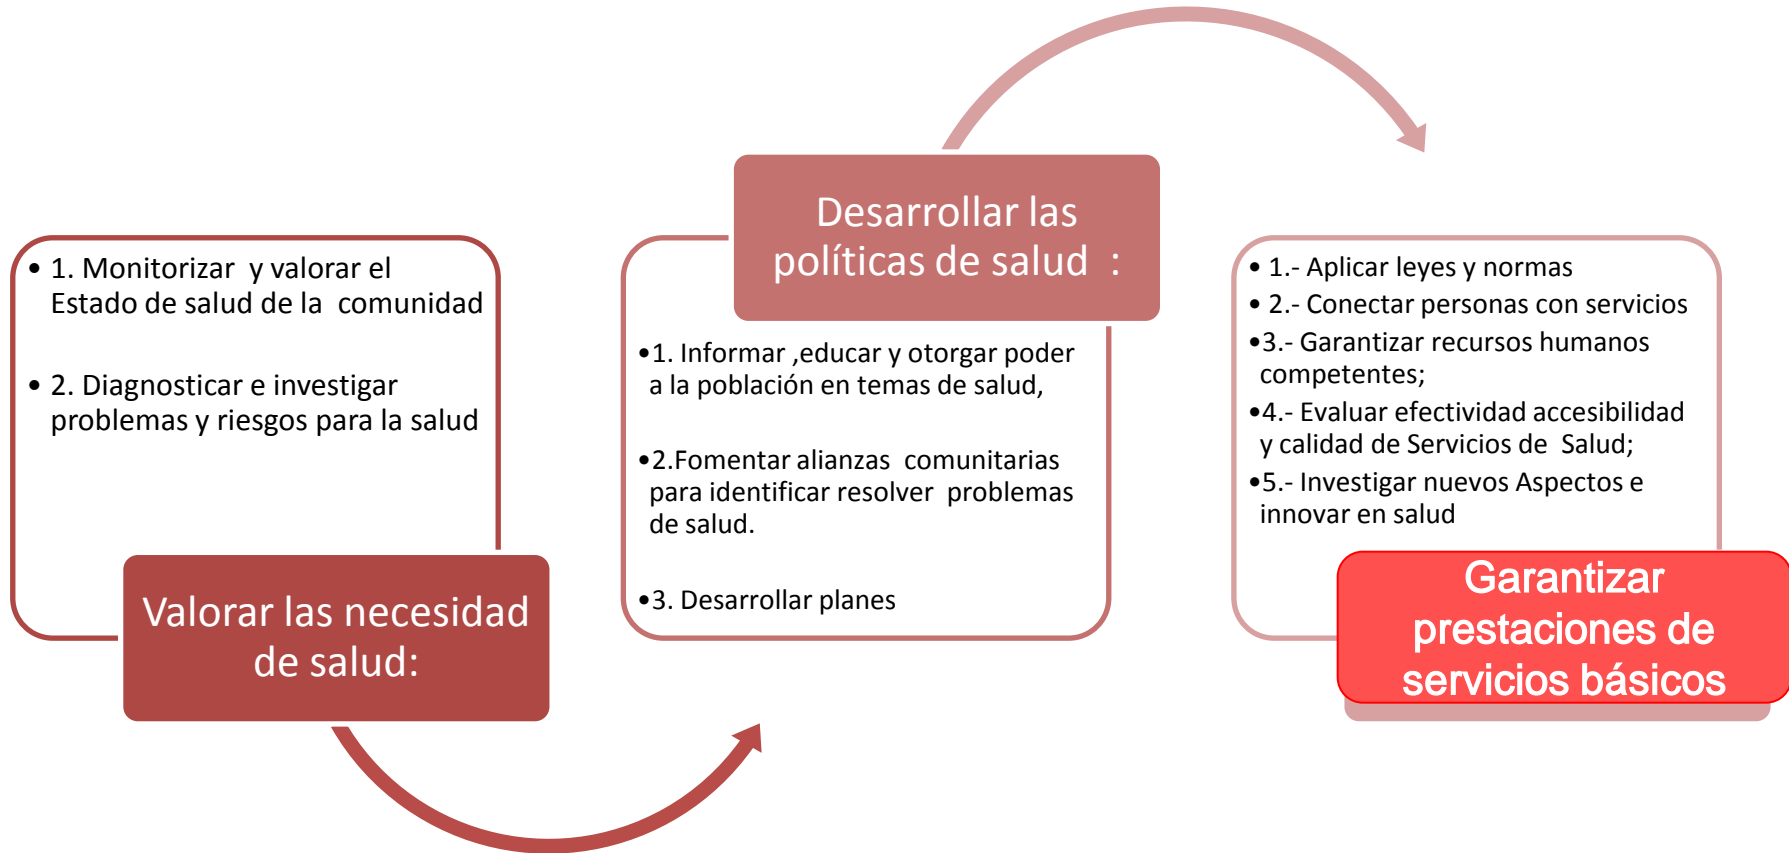 • 1. Monitorizar y valorar el
Estado de salud de la comunidad
• 2. Diagnosticar e investigar
problemas y riesgos para la salud
Valorar las necesidad
de salud:
Desarrollar las
políticas de salud :
•1. Informar ,educar y otorgar poder
a la población en temas de salud,
•2.Fomentar alianzas comunitarias
para identificar resolver problemas
de salud.
•3. Desarrollar planes
• 1.- Aplicar leyes y normas
• 2.- Conectar personas con servicios
•3.- Garantizar recursos humanos
competentes;
•4.- Evaluar efectividad accesibilidad
y calidad de Servicios de Salud;
•5.- Investigar nuevos Aspectos e
innovar en salud
Garantizar
prestaciones de
servicios básicos